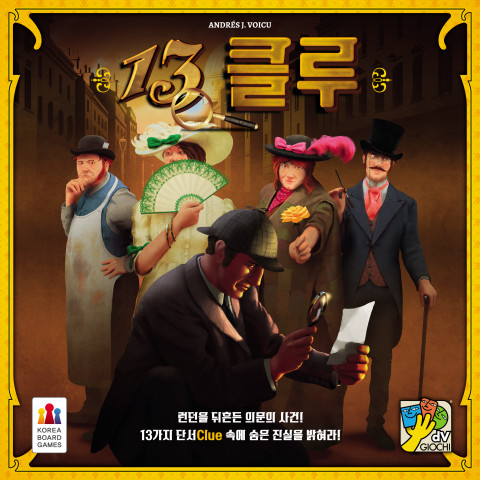 ANDRÉS J. VOICU
13 클루
런던을 뒤흔든 의문의 사건!
13가지 단서Clue 속에 숨은 진실을 밝혀라!
KOREA
BOARD
GAMES
dV
GIOCHI